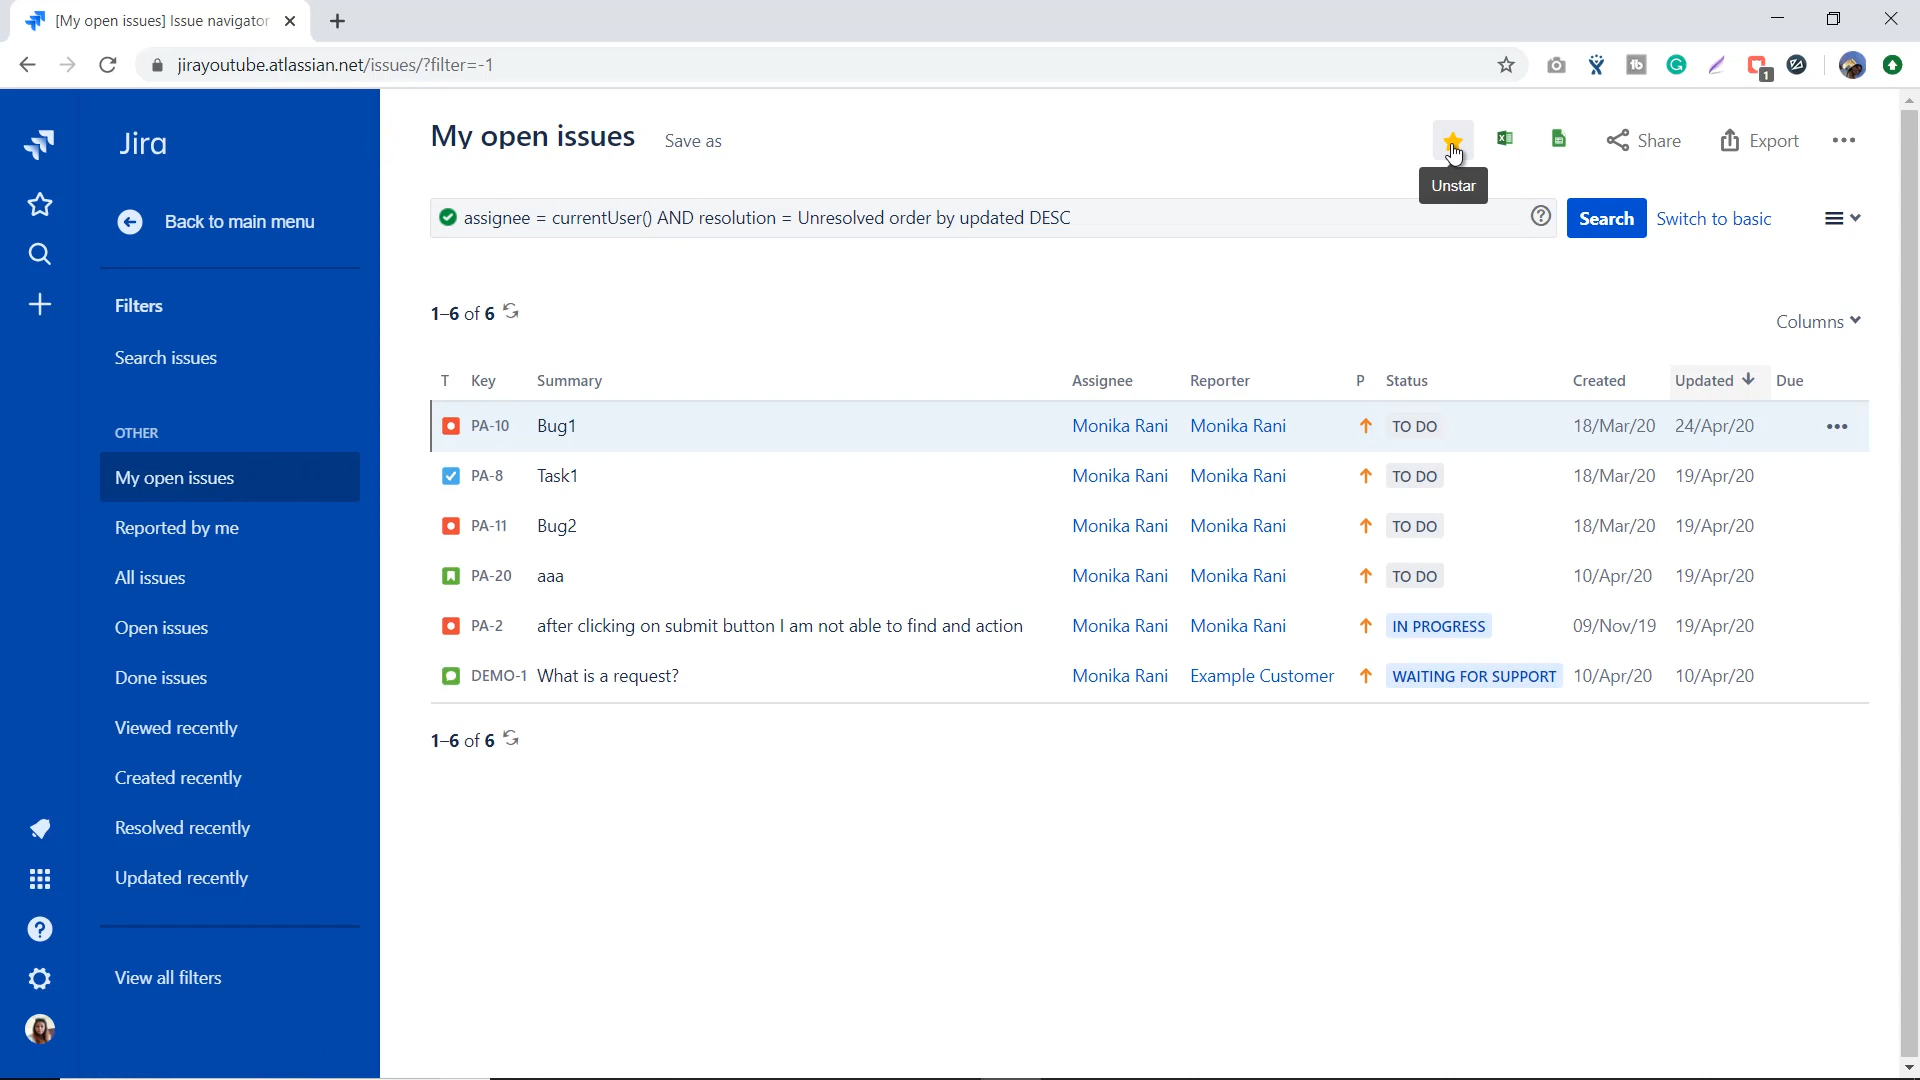 [My open issues] Issue navigator
jirayoutube.atlassian.net/issues/?filter=-1
1
Jira
Back to main menu
Filters
Search issues
OTHER
My open issues
Reported by me
All issues
Open issues
Done issues
Viewed recently
Created recently
Resolved recently
Updated recently
View all filters
My open issues Save as
Share Export
Unstar
assignee = currentUser() AND resolution = Unresolved order by updated DESC
Search Switch to basic
1–6 of 6
Columns
T Key Summary Assignee Reporter P Status Created Updated Due
PA-10 Bug1 Monika Rani Monika Rani TO DO 18/Mar/20 24/Apr/20
PA-8 Task1 Monika Rani Monika Rani TO DO 18/Mar/20 19/Apr/20
PA-11 Bug2 Monika Rani Monika Rani TO DO 18/Mar/20 19/Apr/20
PA-20 aaa Monika Rani Monika Rani TO DO 10/Apr/20 19/Apr/20
PA-2 after clicking on submit button I am not able to find and action Monika Rani Monika Rani IN PROGRESS 09/Nov/19 19/Apr/20
DEMO-1 What is a request? Monika Rani Example Customer WAITING FOR SUPPORT 10/Apr/20 10/Apr/20
1–6 of 6